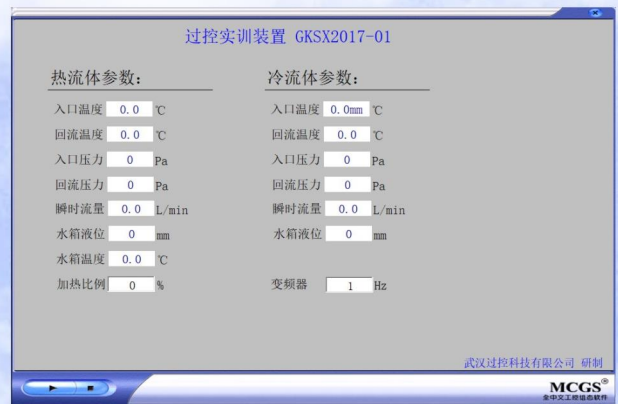 过控实训装置 GKSX2017-01
热流体参数: 冷流体参数:
入口温度 0.0 ℃ 入口温度 0.0mm ℃
回流温度 0.0 ℃ 回流温度 0.0 ℃
入口压力 0 Pa 入口压力 0 Pa
回流压力 0 Pa 回流压力 0 Pa
瞬时流量 0.0 L/min 瞬时流量 0.0 L/min
水箱液位 0 mm 水箱液位 0 mm
水箱温度 0.0 ℃
加热比例 0 % 变频器 1 Hz
武汉过控科技有限公司 研制
MCGS®
全中文工控组态软件